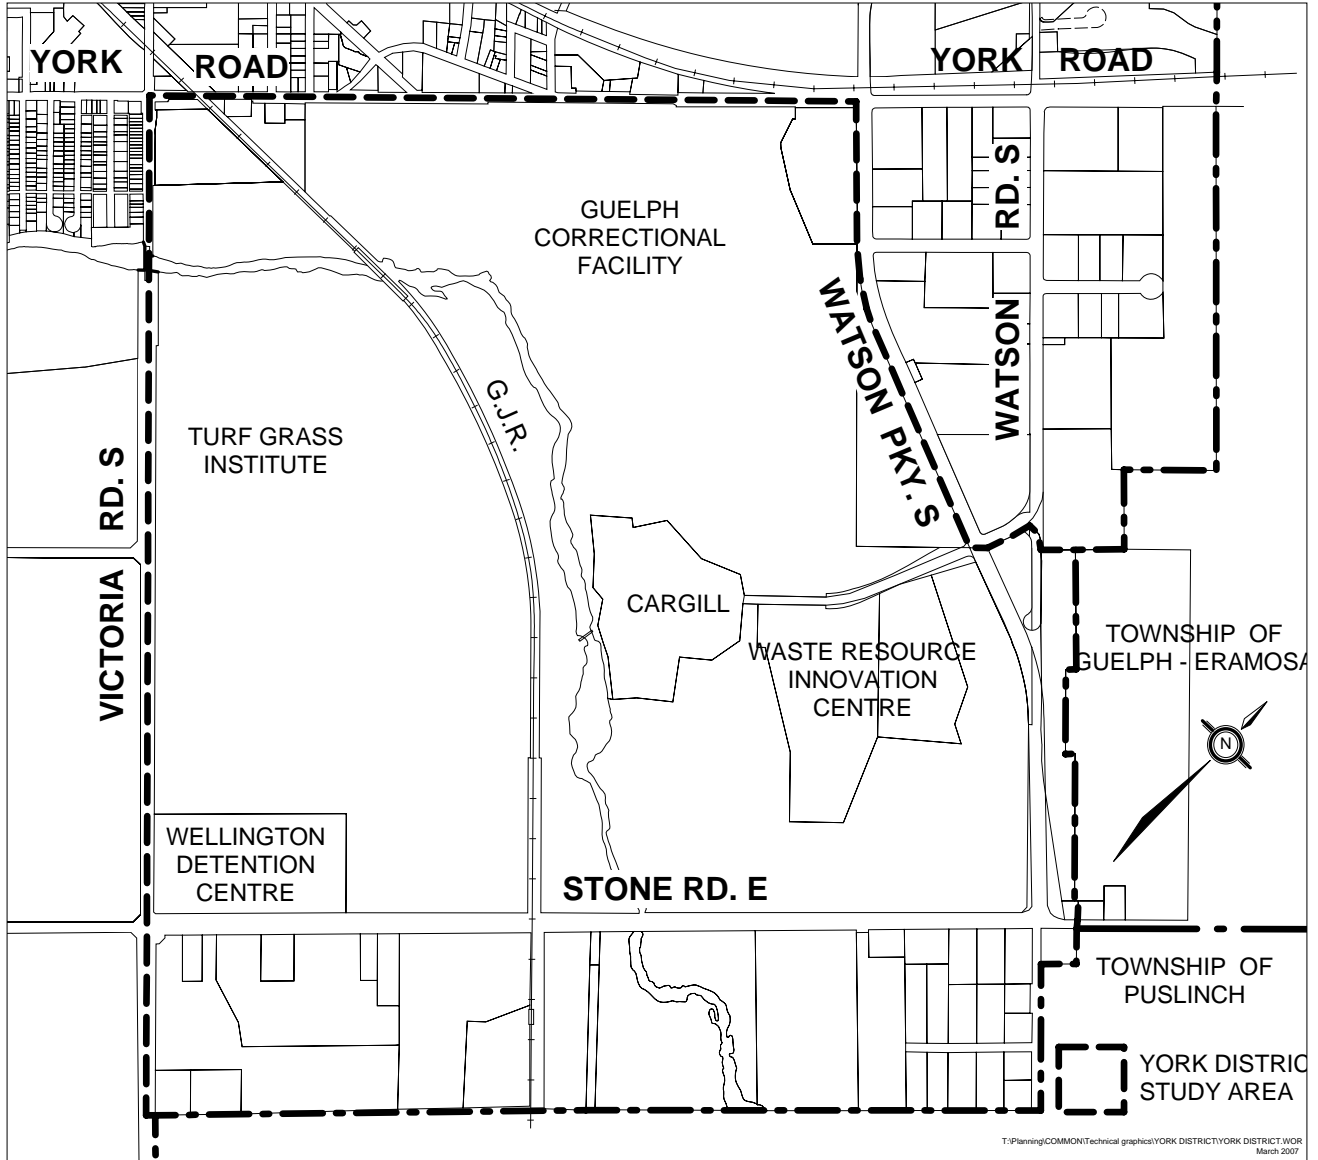 YORK ROAD
YORK ROAD
RD. S
GUELPH
CORRECTIONAL
FACILITY
WATSON PKY. S
WATSON
G.J.R.
TURF GRASS
INSTITUTE
RD. S
VICTORIA
CARGILL
WASTE RESOURCE
INNOVATION
CENTRE
TOWNSHIP OF
GUELPH - ERAMOSA
N
WELLINGTON
DETENTION
CENTRE
STONE RD. E
TOWNSHIP OF
PUSLINCH
YORK DISTRIC
STUDY AREA
T:\Planning\COMMON\Technical graphics\YORK DISTRICT\YORK DISTRICT.WOR
March 2007